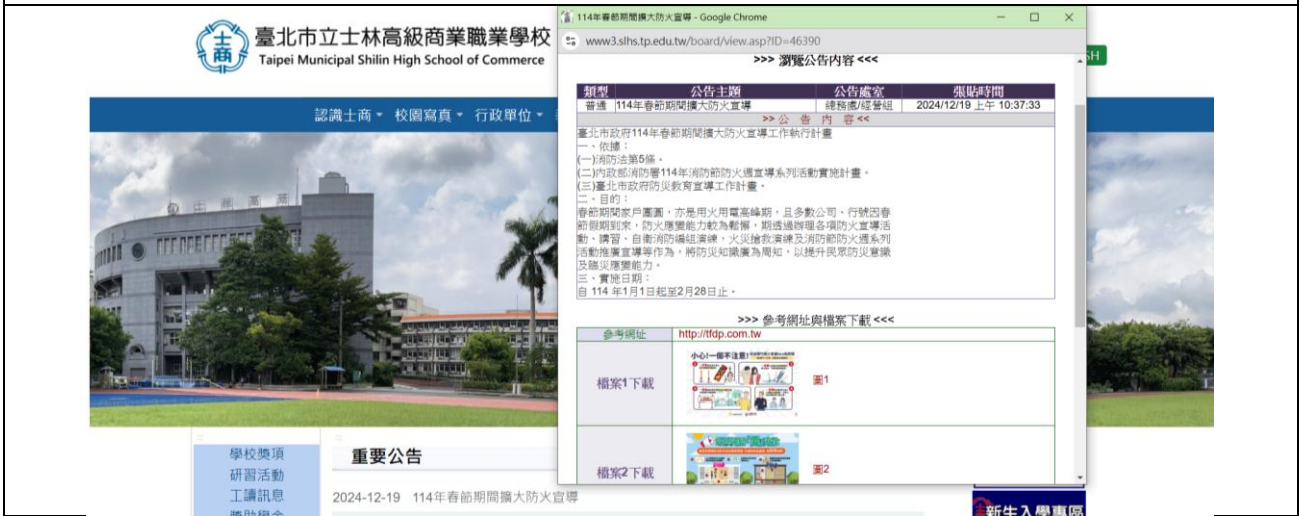 臺北市立士林高級商業職業學校
Taipei Municipal Shilin High School of Commerce
認識士商 校園寫真 行政單位
114年春節期間擴大防火宣導 - Google Chrome
www3.slhs.tp.edu.tw/board/view.asp?ID=46390
>>> 瀏覽公告內容 <<<
類型 公告主題 公告處室 張貼時間
普通 114年春節期間擴大防火宣導 總務處/經營組 2024/12/19 上午 10:37:33
>> 公 告 內 容 <<
臺北市政府114年春節期間擴大防火宣導工作執行計畫
一、依據：
(一)消防法第5條。
(二)內政部消防署114年消防節防火週宣導系列活動實施計畫。
(三)臺北市政府防災教育宣導工作計畫。
二、目的：
春節期間家戶團圓，亦是用火用電高峰期，且多數公司、行號因春
節假期到來，防火應變能力較為鬆懈，期透過辦理各項防火宣導活
動、講習、自衛消防編組演練，火災搶救演練及消防節防火週系列
活動推廣宣導等作為，將防災知識廣為周知，以提升民眾防災意識
及臨災應變能力。
三、實施日期：
自 114 年1月1日起至2月28日止。
>>> 參考網址與檔案下載 <<<
參考網址 http://tfdp.com.tw
檔案1下載 圖1
小心!一個不注意!
檔案2下載 圖2
學校獎項
研習活動
工讀訊息
獎助學金
重要公告
2024-12-19 114年春節期間擴大防火宣導
新生入學專區